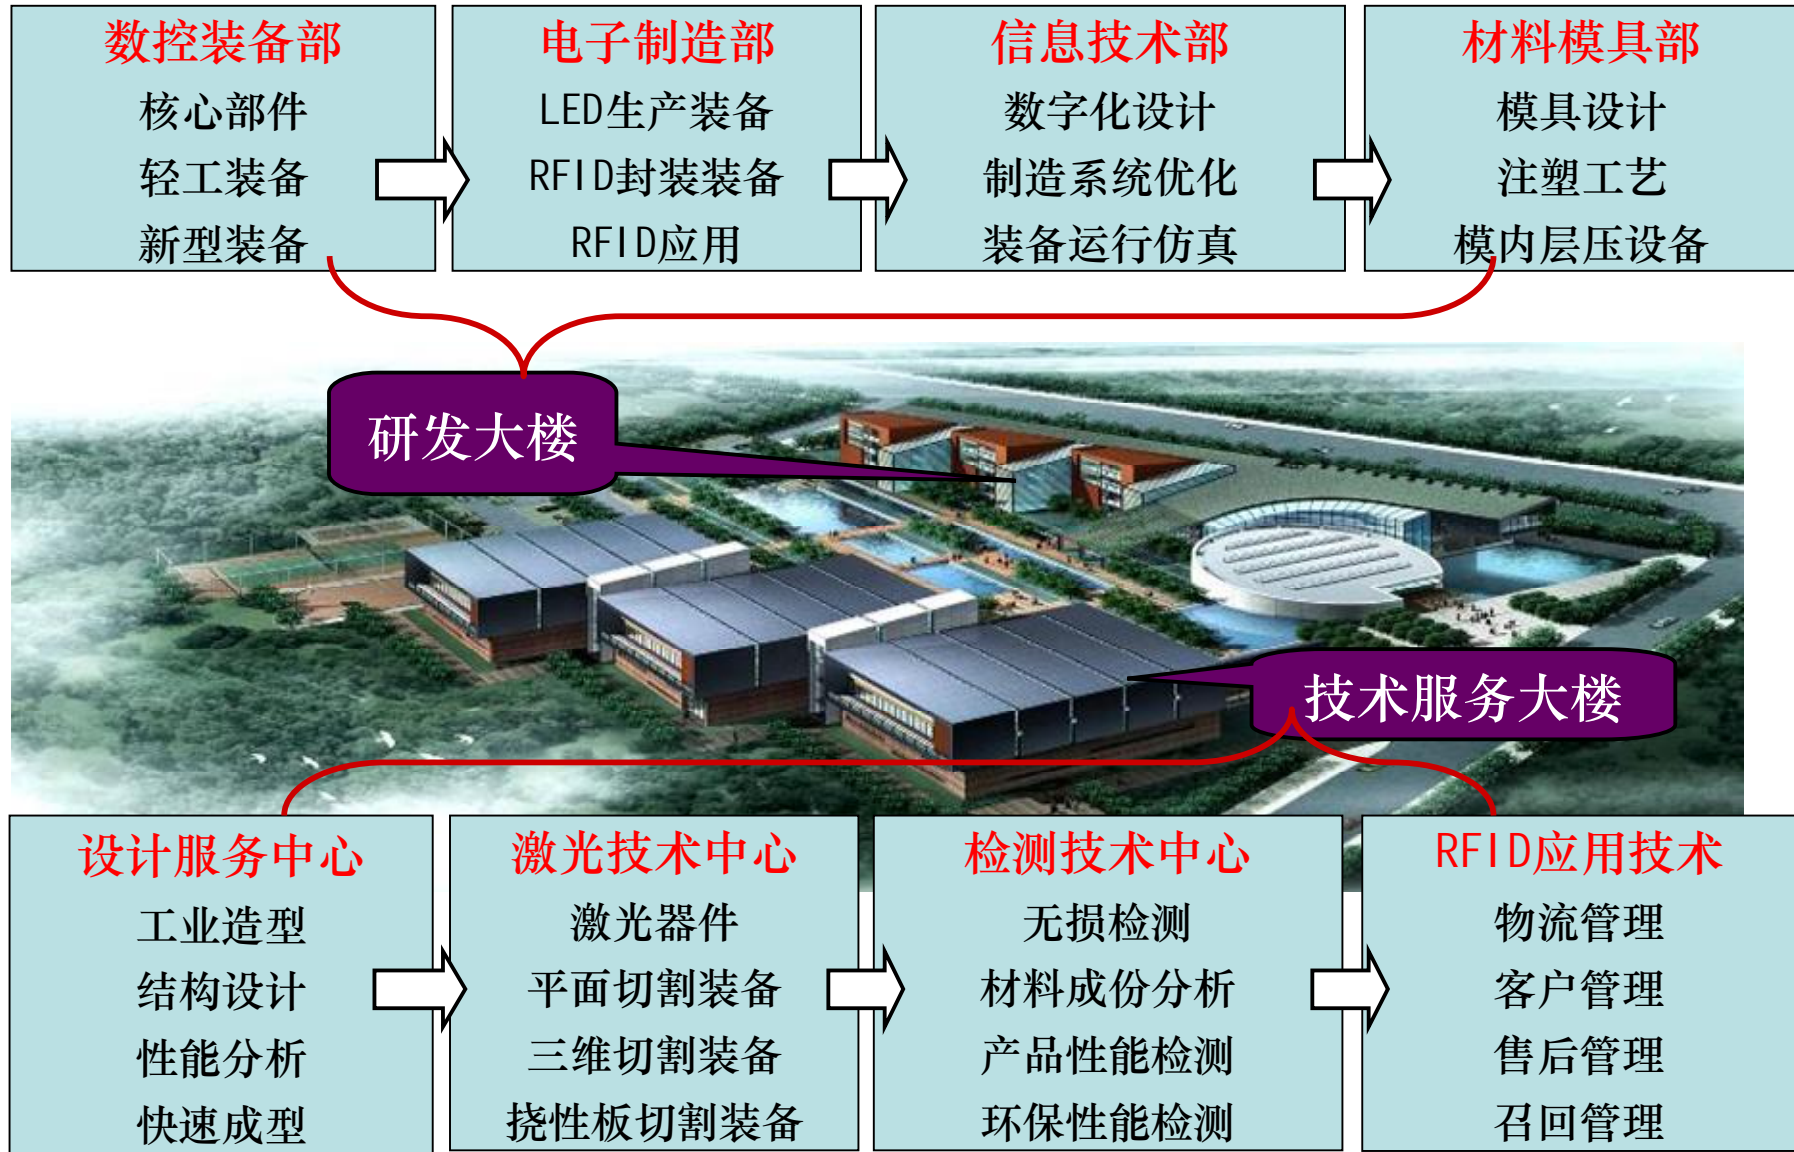 数控装备部
核心部件
轻工装备
新型装备
电子制造部
LED生产装备
RFID封装装备
RFID应用
信息技术部
数字化设计
制造系统优化
装备运行仿真
材料模具部
模具设计
注塑工艺
模内层压设备
研发大楼
技术服务大楼
设计服务中心
工业造型
结构设计
性能分析
快速成型
激光技术中心
激光器件
平面切割装备
三维切割装备
挠性板切割装备
检测技术中心
无损检测
材料成份分析
产品性能检测
环保性能检测
RFID应用技术
物流管理
客户管理
售后管理
召回管理